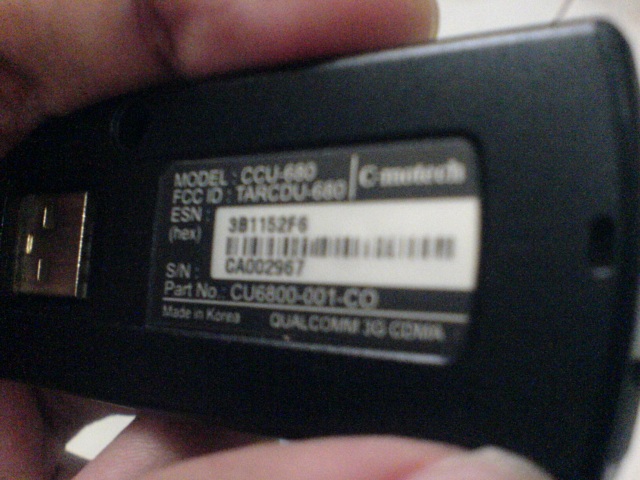 MODEL : CCU-680
C-motech
FCC ID : TARCDU-680
ESN : 3B1152F6
(hex)
S/N : CA002967
Part No.: CU6800-001-CO
Made in Korea QUALCOMM 3G CDMA